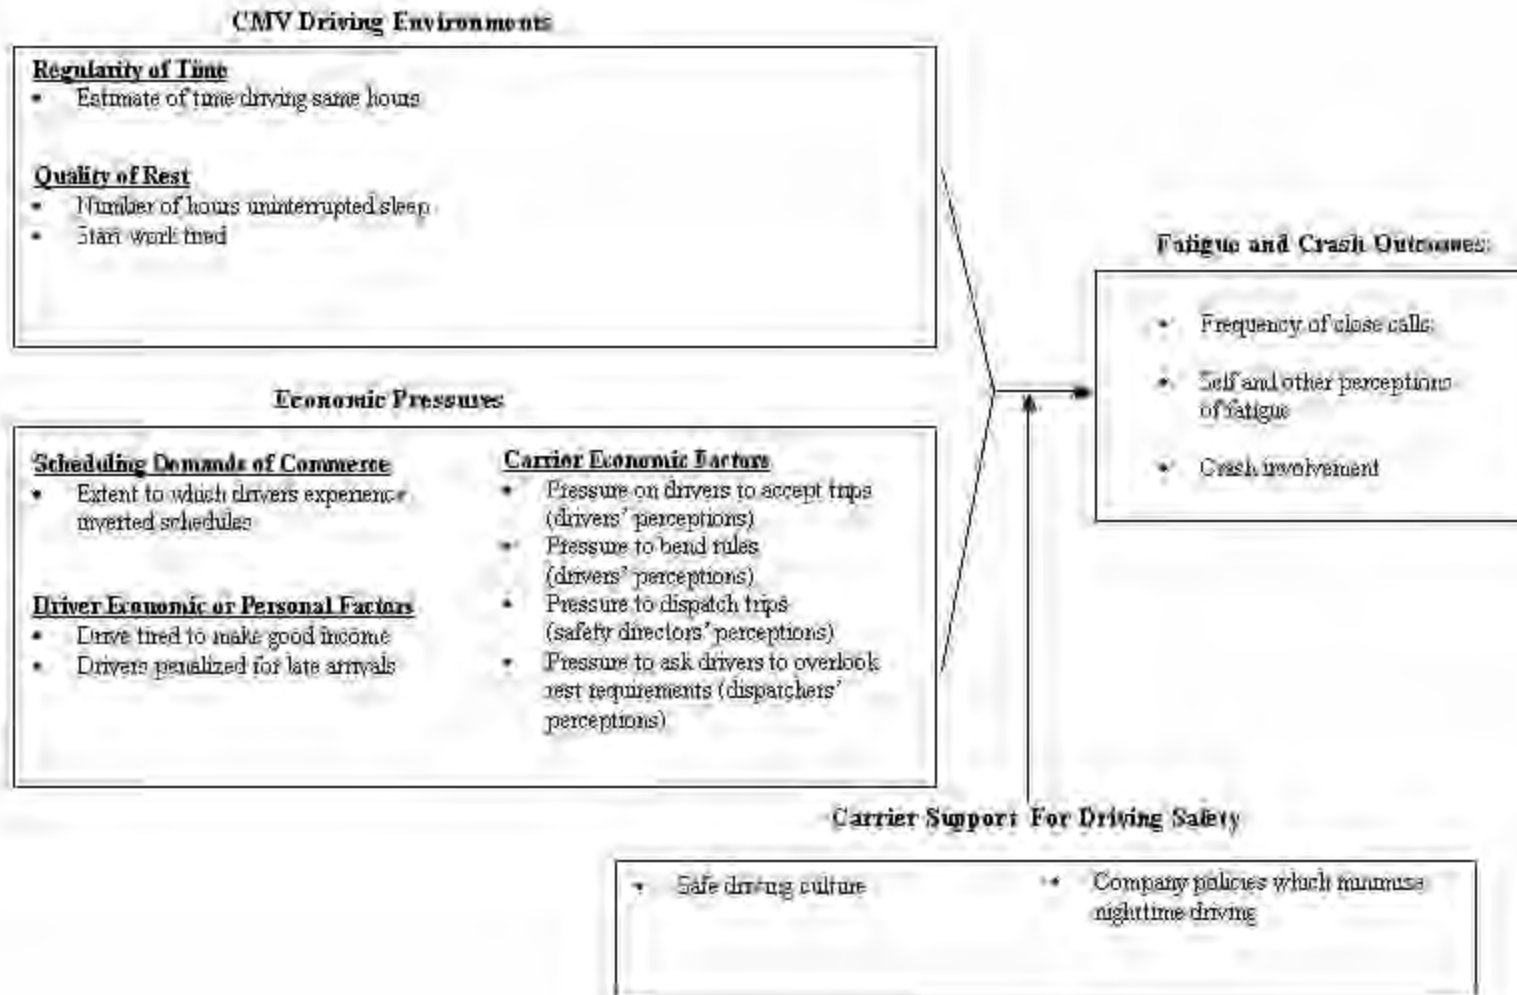 CMV Driving Environments
Regularity of Time
• Estimate of time driving same hours
Quality of Rest
• Number of hours uninterrupted sleep
• Start work tired
Fatigue and Crash Outcomes:
• Frequency of close calls
• Self and other perceptions
of fatigue
• Crash involvement
Economic Pressures
Scheduling Demands of Commerce
• Extent to which drivers experience
inverted schedules
Driver Economic or Personal Factors
• Drive tired to make good income
• Drivers penalized for late arrivals
Carrier Economic Factors
• Pressure on drivers to accept trips
(drivers' perceptions)
• Pressure to bend rules
(drivers' perceptions)
• Pressure to dispatch trips
(safety directors' perceptions)
• Pressure to ask drivers to overlook
rest requirements (dispatchers'
perceptions)
Carrier Support For Driving Safety
• Safe driving culture
• Company policies which minimize
nighttime driving